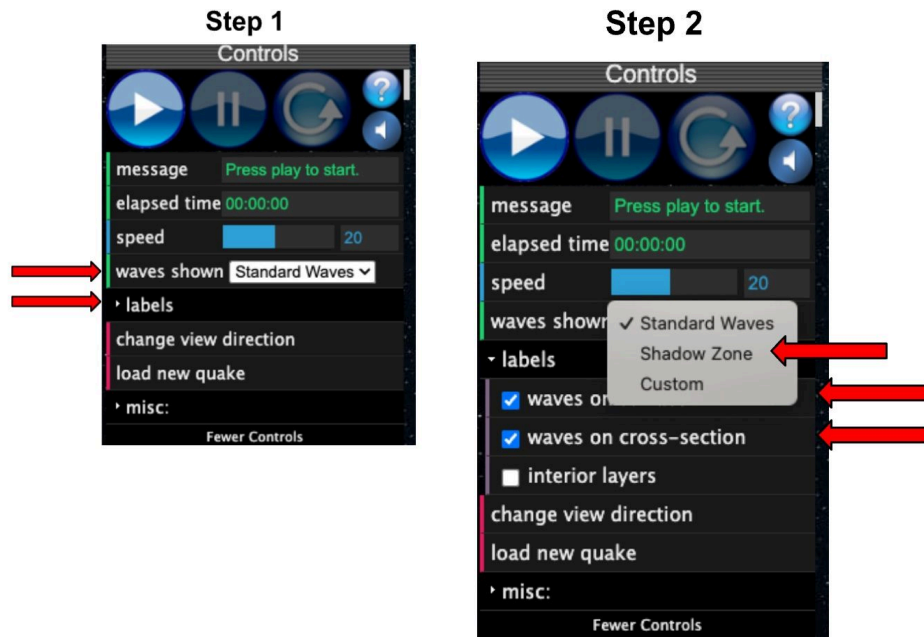 Step 1
Controls
?
message Press play to start.
elapsed time 00:00:00
speed 20
waves shown Standard Waves
labels
change view direction
load new quake
misc:
Fewer Controls
Step 2
Controls
?
message Press play to start.
elapsed time 00:00:00
speed 20
waves shown
Standard Waves
Shadow Zone
Custom
labels
waves on
waves on cross-section
interior layers
change view direction
load new quake
misc:
Fewer Controls